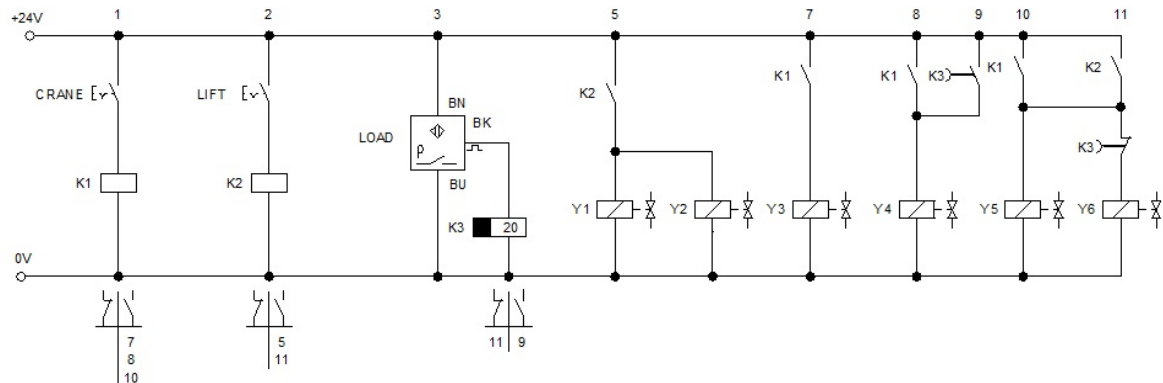 1 2 3 5 7 8 9 10 11
+24V
K2 K1 K1 K3 K1 K2
CRANE LIFT
BN
BK
LOAD
p
K3
BU
K1 K2
Y1 Y2 Y3 Y4 Y5 Y6
K3 20
0V
7 5 11 9
8 11
10